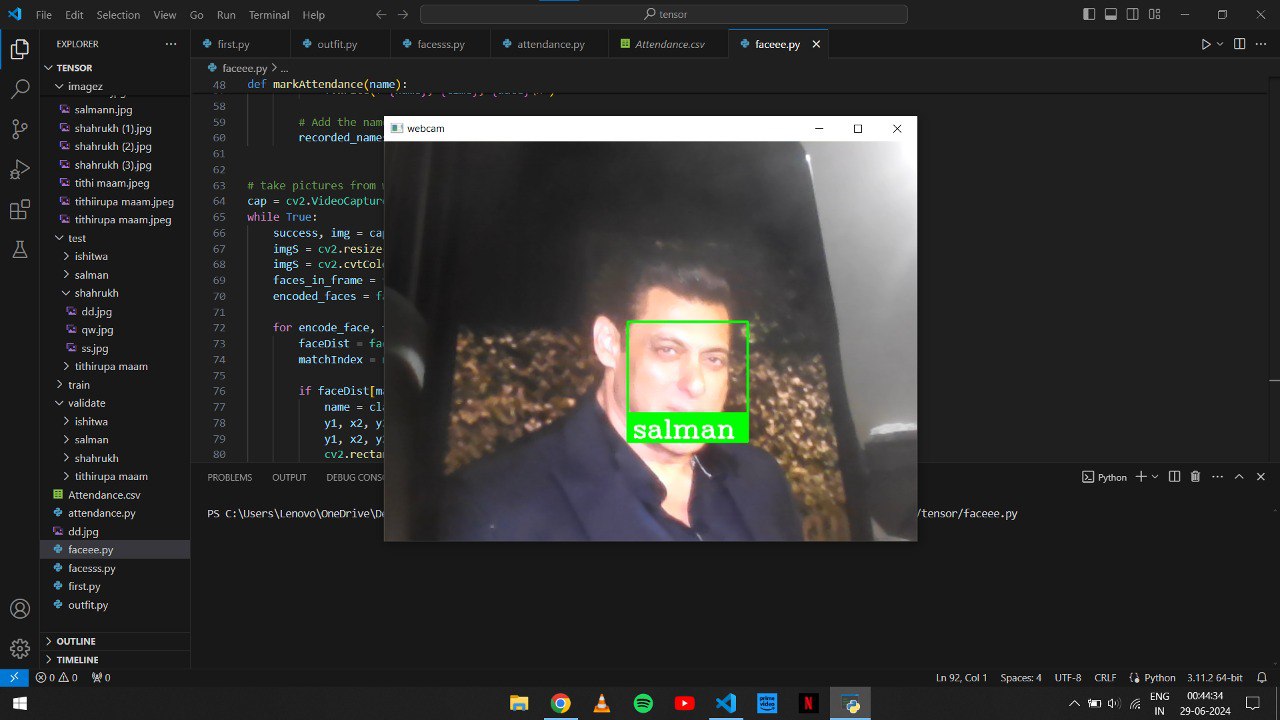 File Edit Selection View Go Run Terminal Help
tensor
EXPLORER
TENSOR
imagez
salmann.jpg
shahrukh (1).jpg
shahrukh (2).jpg
shahrukh (3).jpg
tithi maam.jpeg
tithirupa maam.jpeg
tithiirupa maam.jpeg
test
ishitwa
salman
shahrukh
dd.jpg
qw.jpg
ss.jpg
tithirupa maam
train
validate
ishitwa
salman
shahrukh
tithirupa maam
Attendance.csv
attendance.py
dd.jpg
faceee.py
facesss.py
first.py
outfit.py
OUTLINE
TIMELINE
first.py outfit.py facesss.py attendance.py Attendance.csv faceee.py
faceee.py > ...
48 def markAttendance(name):
58
59 # Add the nam
60 recorded_name
61
62
63 # take pictures from
64 cap = cv2.VideoCapture
65 while True:
66 success, img = cap
67 imgS = cv2.resize
68 imgS = cv2.cvtColo
69 faces_in_frame =
70 encoded_faces = fa
71
72 for encode_face,
73 faceDist = fac
74 matchIndex =
75
76 if faceDist[ma
77 name = cla
78 y1, x2, y
79 y1, x2, y
80 cv2.rectan
webcam
salman
PROBLEMS OUTPUT DEBUG CONSO
Python
PS C:\Users\Lenovo\OneDrive\D
/tensor/faceee.py
0 0 0
Ln 92, Col 1 Spaces: 4 UTF-8 CRLF Python 3.11.2 64-bit
ENG
IN
00:44:34
29-06-2024